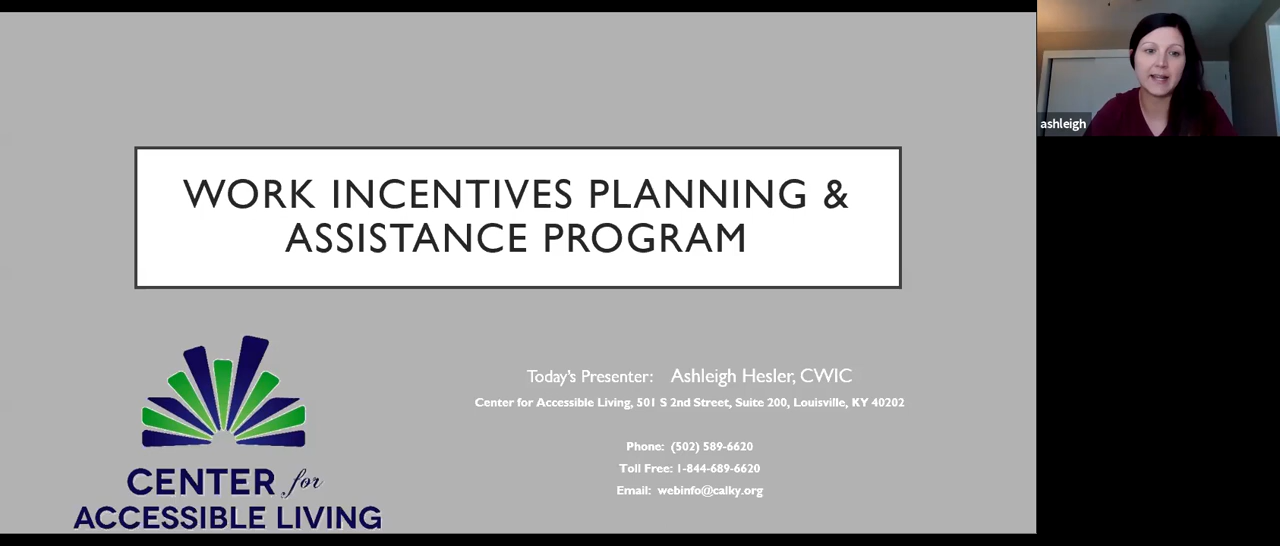 WORK INCENTIVES PLANNING &
ASSISTANCE PROGRAM
Today's Presenter: Ashleigh Hesler, CWIC
Center for Accessible Living, 501 S 2nd Street, Suite 200, Louisville, KY 40202
Phone: (502) 589-6620
Toll Free: 1-844-689-6620
Email: webinfo@calky.org
CENTER for
ACCESSIBLE LIVING
ashleigh